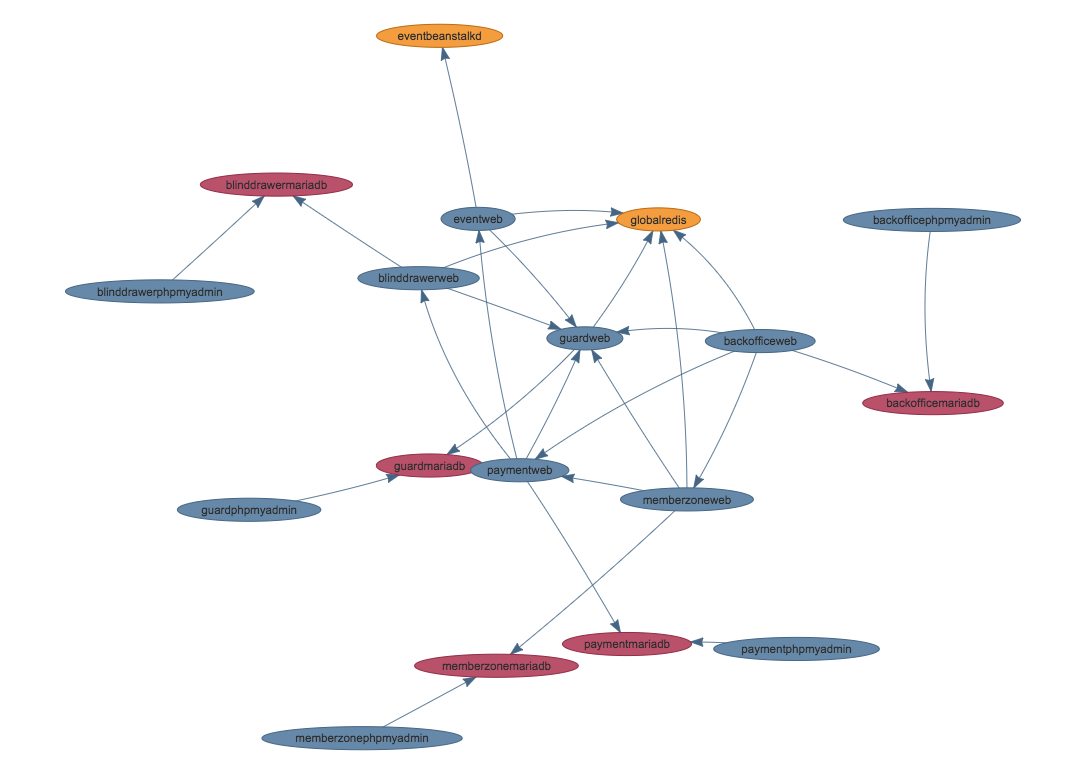 eventbeanstalkd
blinddrawermariadb
eventweb
globalredis
backofficephpmyadmin
blinddrawerweb
blinddrawerphpmyadmin
guardweb
backofficeweb
backofficemariadb
guardmariadb
paymentweb
memberzoneweb
guardphpmyadmin
paymentmariadb
paymentphpmyadmin
memberzonemariadb
memberzonephpmyadmin